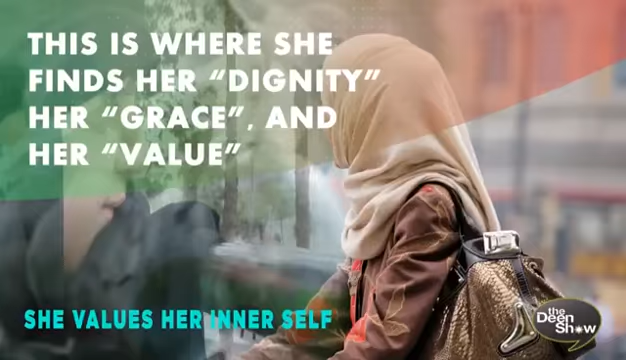 THIS IS WHERE SHE
FINDS HER “DIGNITY”
HER “GRACE”, AND
HER “VALUE”
SHE VALUES HER INNER SELF
the
Deen
Show